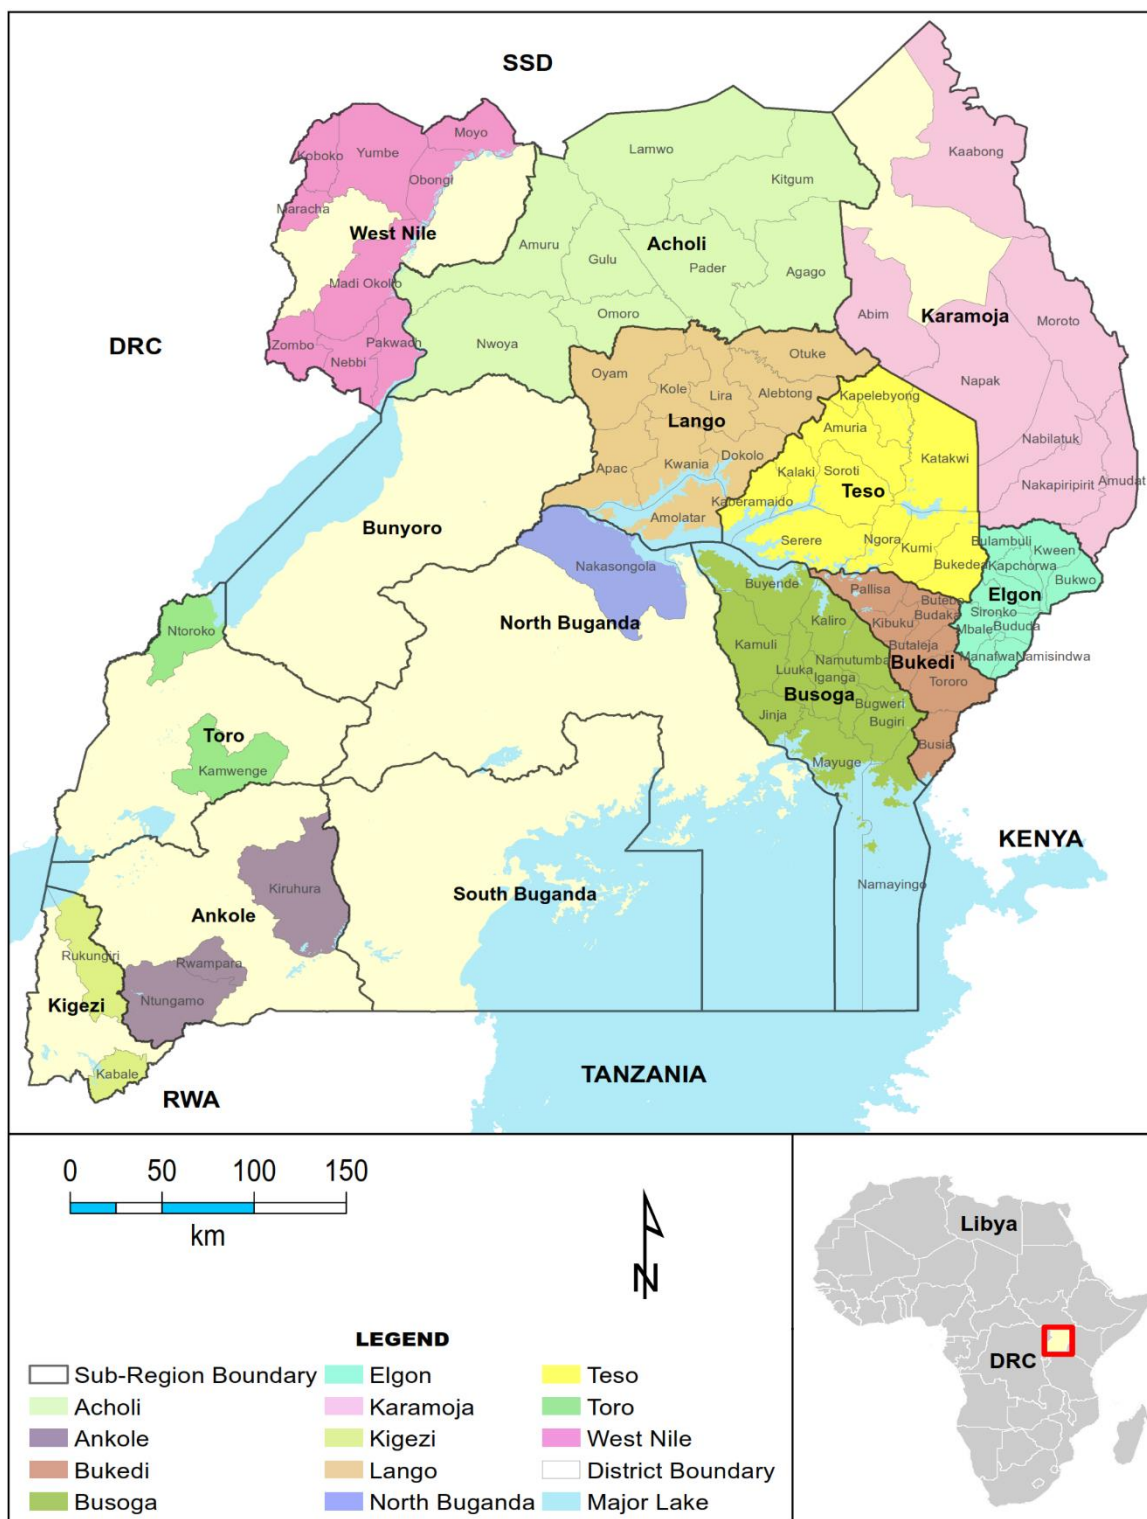 SSD
Moyo
Koboko
Yumbe
Lamwo
Kaabong
Obongi
Kitgum
Maracha
West Nile
Amuru
Acholi
Gulu
Pader
Agago
Madi Okollo
Abim
Karamoja
Omoro
Moroto
DRC
Zombo
Pakwach
Nwoya
Nebbi
Otuke
Oyam
Kole
Lira
Alebtong
Kapelebyong
Napak
Lango
Amuria
Nabilatuk
Dokolo
Katakwi
Apac
Kwania
Kalaki
Soroti
Nakapiripirit
Amudat
Teso
Kaberamaido
Amolatar
Bunyoro
Serere
Ngora
Kumi
Bulambuli
Kween
Bukedea
Kapchorwa
Nakasongola
Buyende
Pallisa
Bukwo
Butebo
Elgon
North Buganda
Kaliro
Kibuku
Budaka
Sironko
Ntoroko
Mbale
Bududa
Kamuli
Butaleja
Manafwa
Namisindwa
Namutumba
Bukedi
Luuka
Iganga
Tororo
Busoga
Bugweri
Jinja
Bugiri
Toro
Busia
Mayuge
Kamwenge
KENYA
Kiruhura
Namayingo
South Buganda
Ankole
Rukungiri
Rwampara
Ntungamo
Kigezi
Kabale
TANZANIA
RWA
0 50 100 150
km
N
Libya
DRC
LEGEND
Sub-Region Boundary
Acholi
Ankole
Bukedi
Busoga
Elgon
Karamoja
Kigezi
Lango
North Buganda
Teso
Toro
West Nile
District Boundary
Major Lake